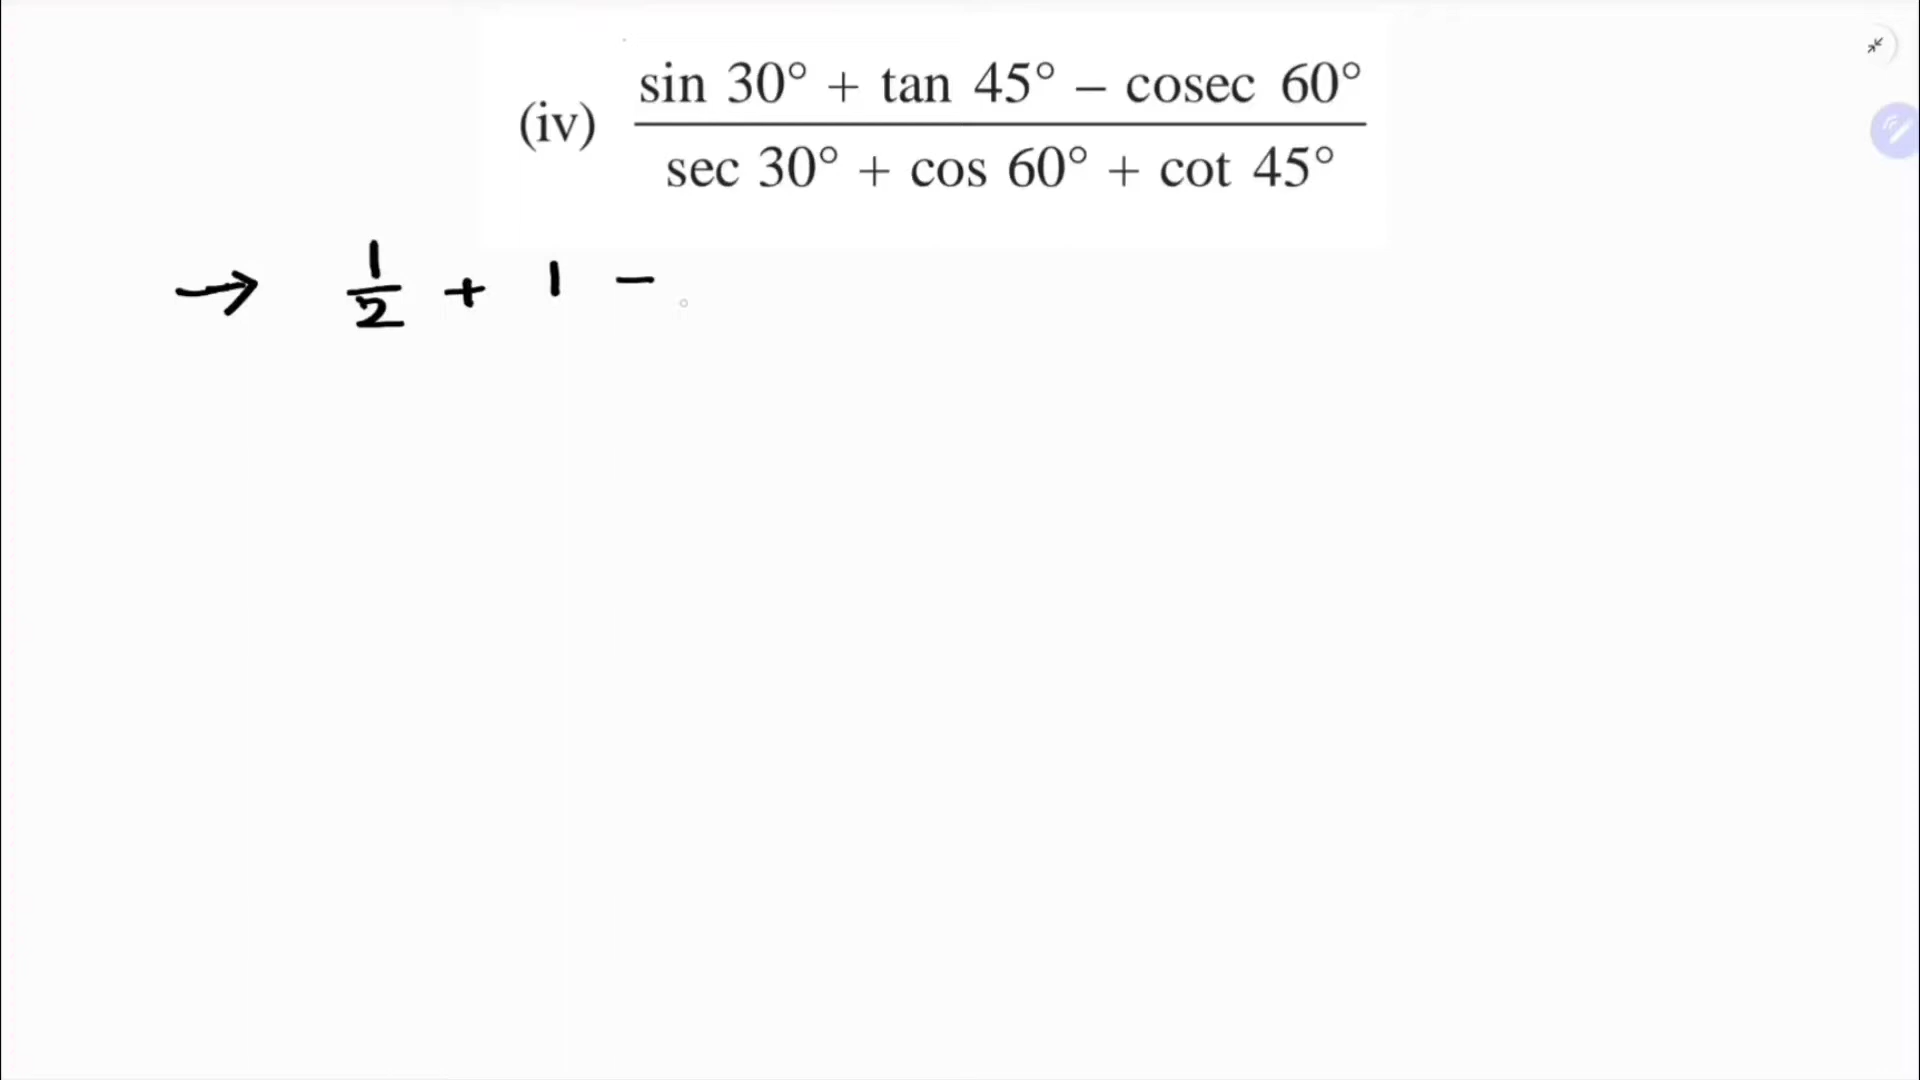 (iv) sin 30° + tan 45° – cosec 60°
sec 30° + cos 60° + cot 45°
→ 1/2 + 1 −